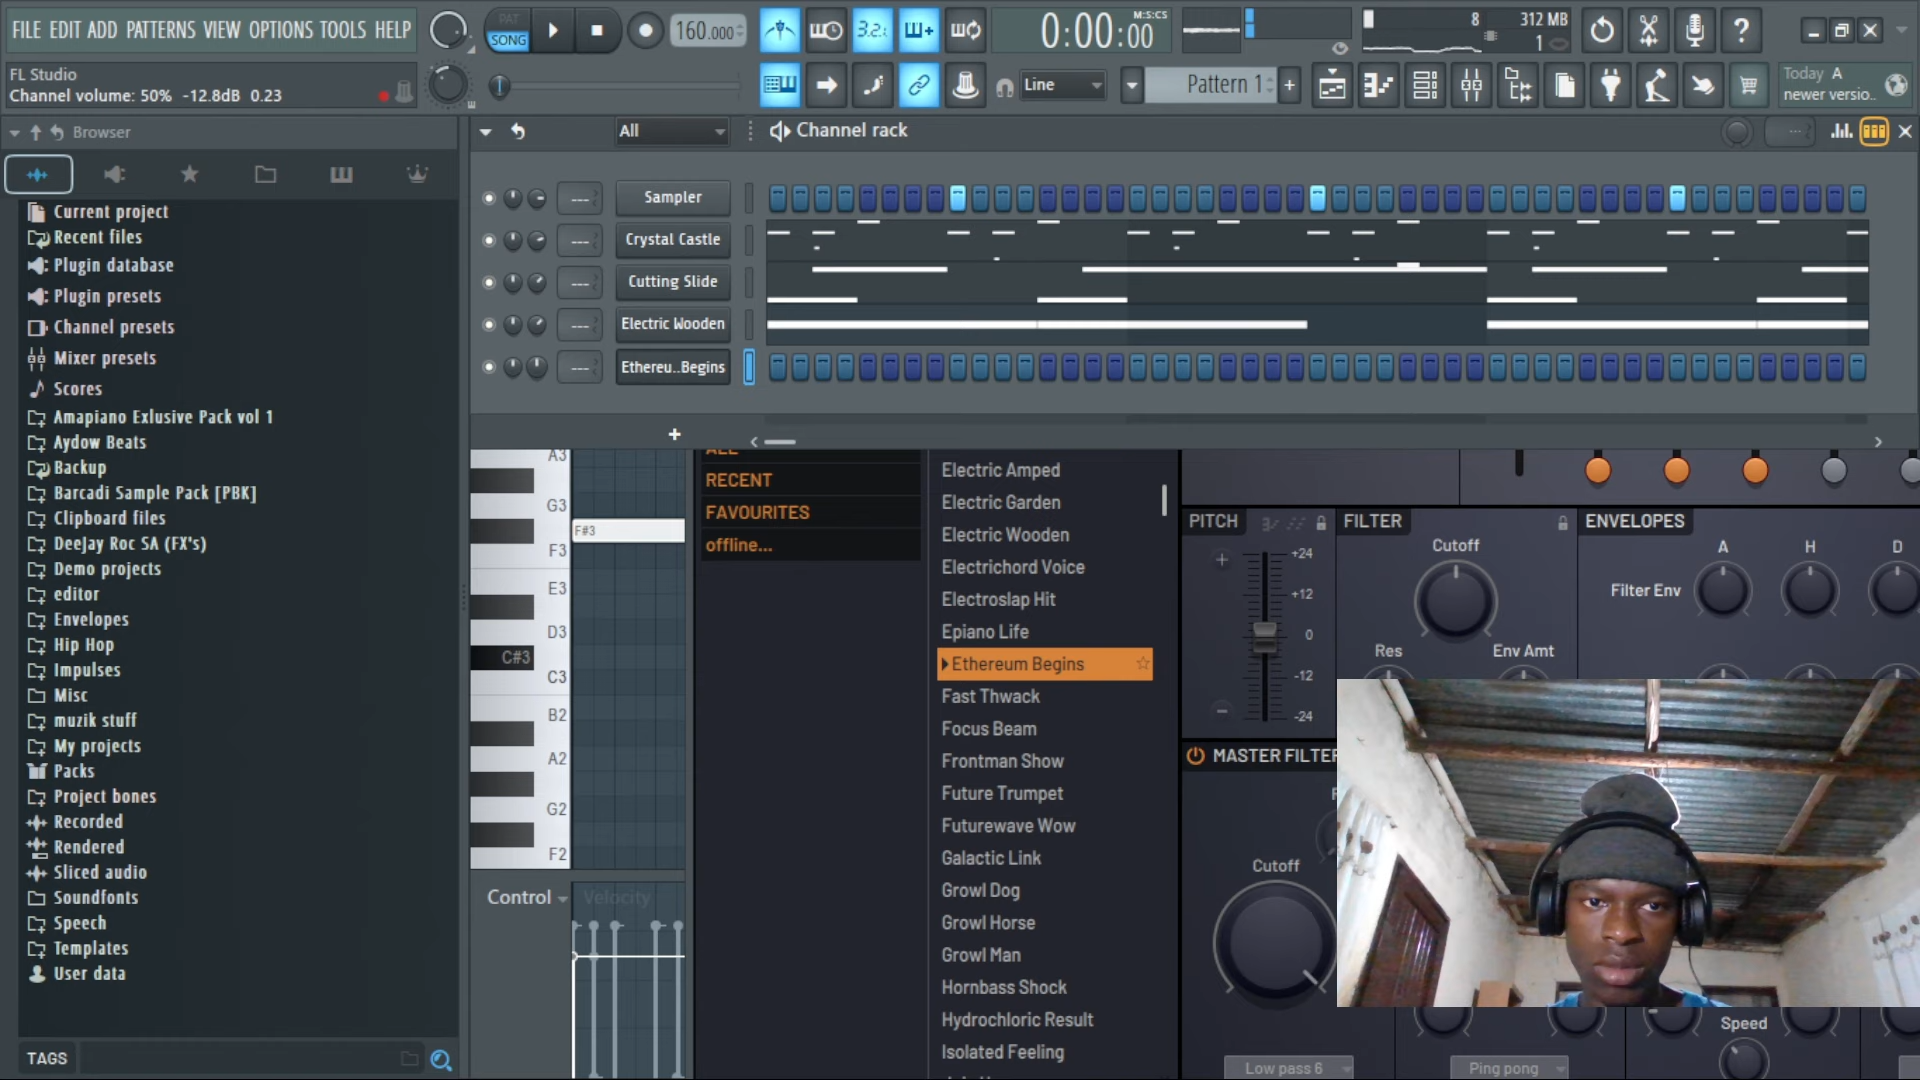 FILE EDIT ADD PATTERNS VIEW OPTIONS TOOLS HELP
FL Studio
Channel volume: 50% -12.8dB 0.23
PAT
SONG
160.000
3.2:
0:00:00
M:S:CS
8
312 MB
1
Line
Pattern 1
Today A
newer versio..
Browser
All
Channel rack
Current project
Recent files
Plugin database
Plugin presets
Channel presets
Mixer presets
Scores
Amapiano Exlusive Pack vol 1
Aydow Beats
Backup
Barcadi Sample Pack [PBK]
Clipboard files
DeeJay Roc SA (FX's)
Demo projects
editor
Envelopes
Hip Hop
Impulses
Misc
muzik stuff
My projects
Packs
Project bones
Recorded
Rendered
Sliced audio
Soundfonts
Speech
Templates
User data
TAGS
--- Sampler
--- Crystal Castle
--- Cutting Slide
--- Electric Wooden
--- Ethereu..Begins
A3
G3
F#3
F3
E3
D3
C#3
C3
B2
A2
G2
F2
Control
Velocity
ALL
RECENT
FAVOURITES
offline...
Electric Amped
Electric Garden
Electric Wooden
Electrichord Voice
Electroslap Hit
Epiano Life
Ethereum Begins
Fast Thwack
Focus Beam
Frontman Show
Future Trumpet
Futurewave Wow
Galactic Link
Growl Dog
Growl Horse
Growl Man
Hornbass Shock
Hydrochloric Result
Isolated Feeling
PITCH
+24
+12
0
-12
-24
FILTER
Cutoff
Res
Env Amt
ENVELOPES
A
H
D
Filter Env
MASTER FILTER
Cutoff
Low pass 6
Ping pong
Speed